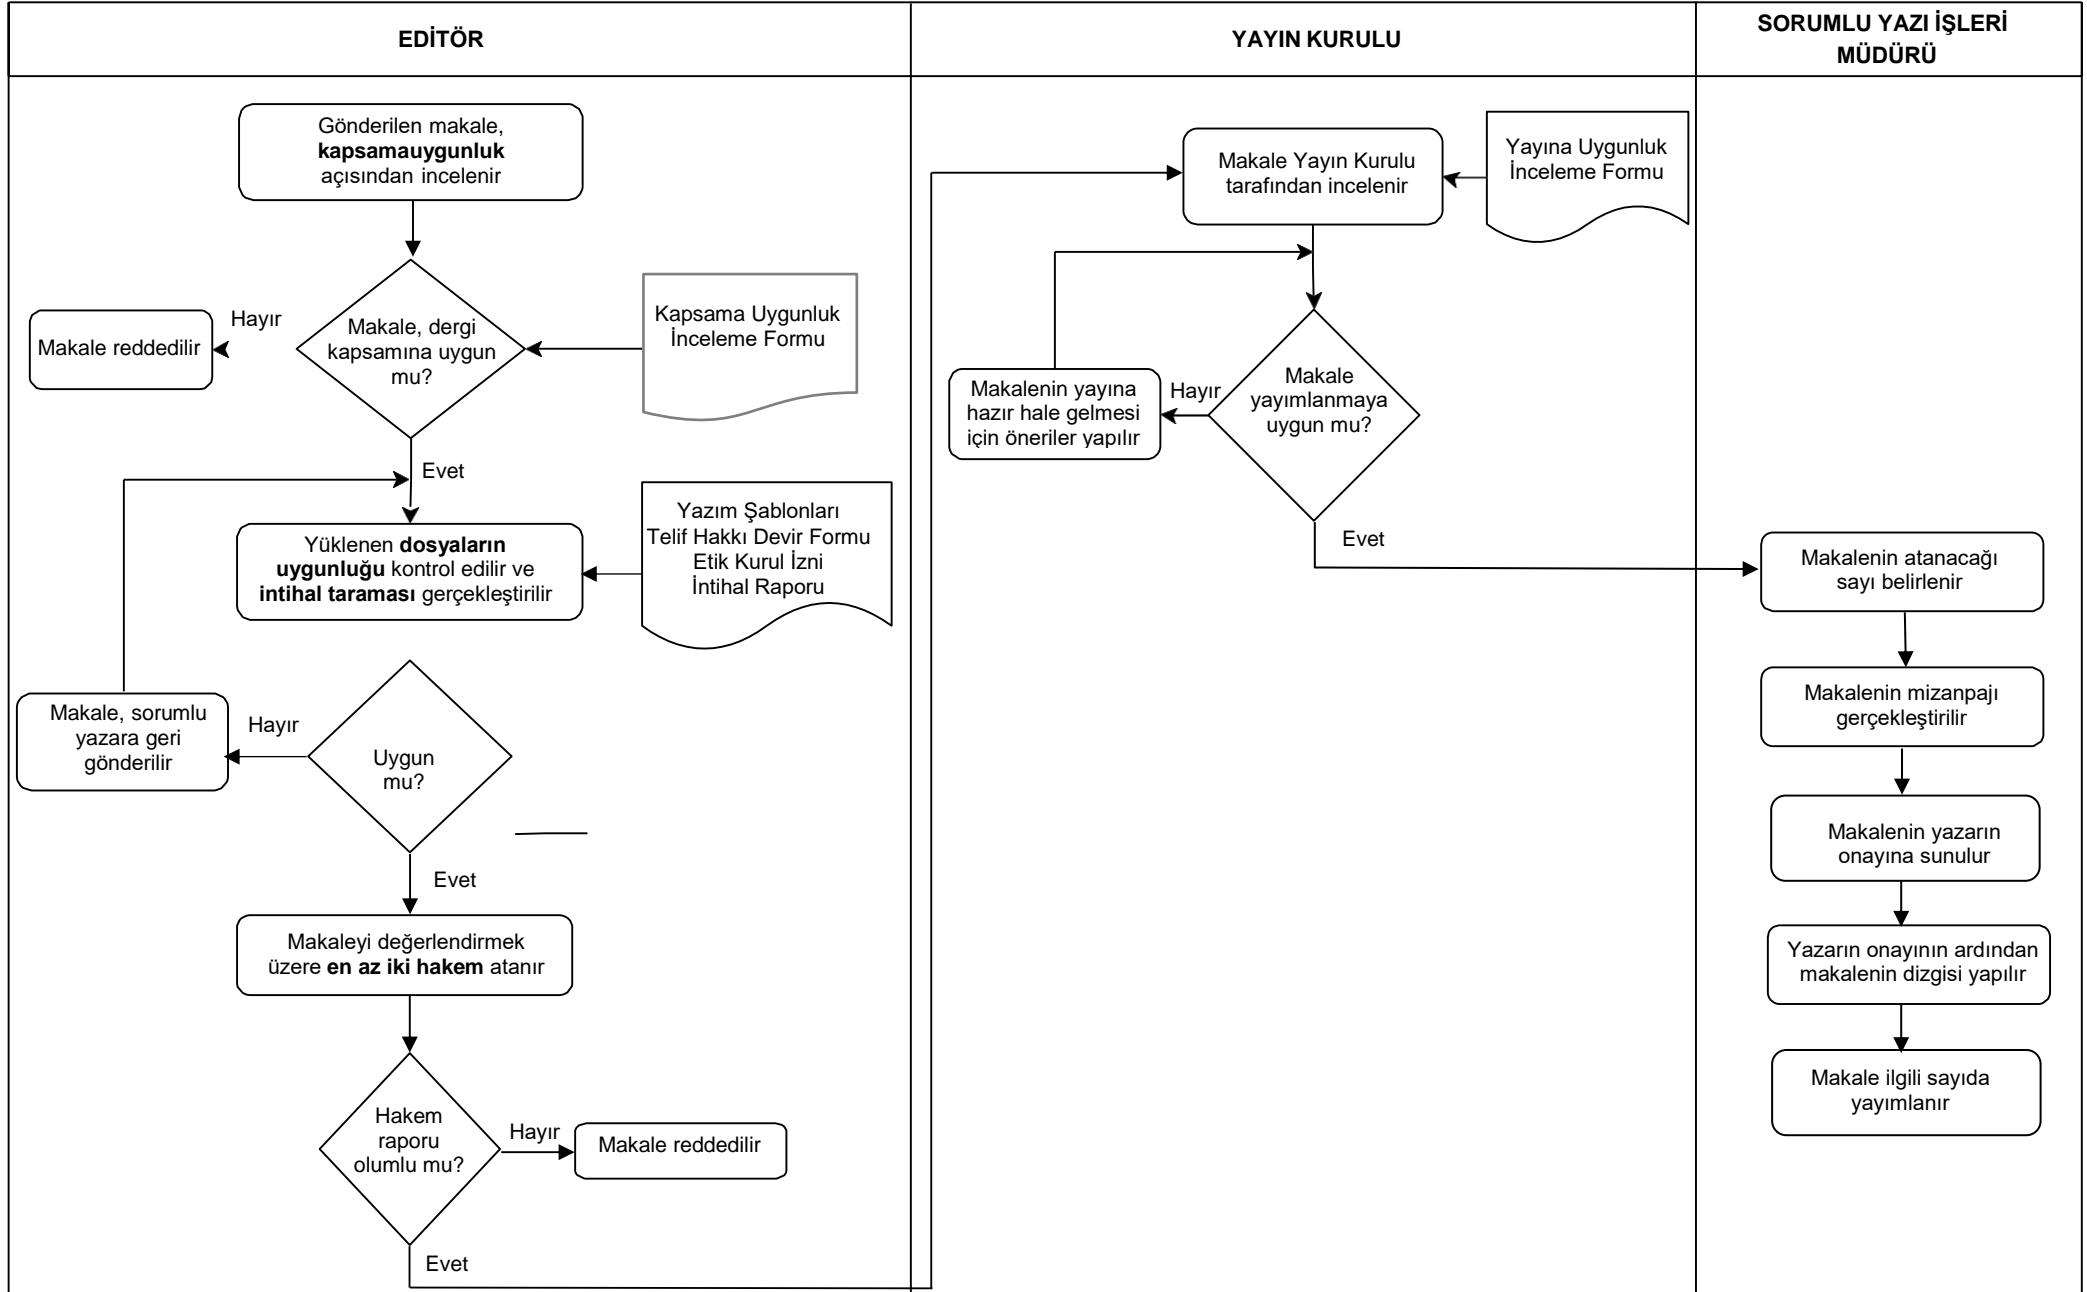 EDİTÖR
YAYIN KURULU
SORUMLU YAZI İŞLERİ
MÜDÜRÜ
Gönderilen makale,
kapsamauygunluk
açısından incelenir
Makale, dergi
kapsamına uygun
mu?
Hayır
Makale reddedilir
Kapsama Uygunluk
İnceleme Formu
Evet
Yüklenen dosyaların
uygunluğu kontrol edilir ve
intihal taraması gerçekleştirilir
Yazım Şablonları
Telif Hakkı Devir Formu
Etik Kurul İzni
İntihal Raporu
Uygun
mu?
Hayır
Makale, sorumlu
yazara geri
gönderilir
Evet
Makaleyi değerlendirmek
üzere en az iki hakem atanır
Hakem
raporu
olumlu mu?
Hayır
Makale reddedilir
Evet
Makale Yayın Kurulu
tarafından incelenir
Yayına Uygunluk
İnceleme Formu
Makale
yayımlanmaya
uygun mu?
Hayır
Makalenin yayına
hazır hale gelmesi
için öneriler yapılır
Evet
Makalenin atanacağı
sayı belirlenir
Makalenin mizanpajı
gerçekleştirilir
Makalenin yazarın
onayına sunulur
Yazarın onayının ardından
makalenin dizgisi yapılır
Makale ilgili sayıda
yayımlanır